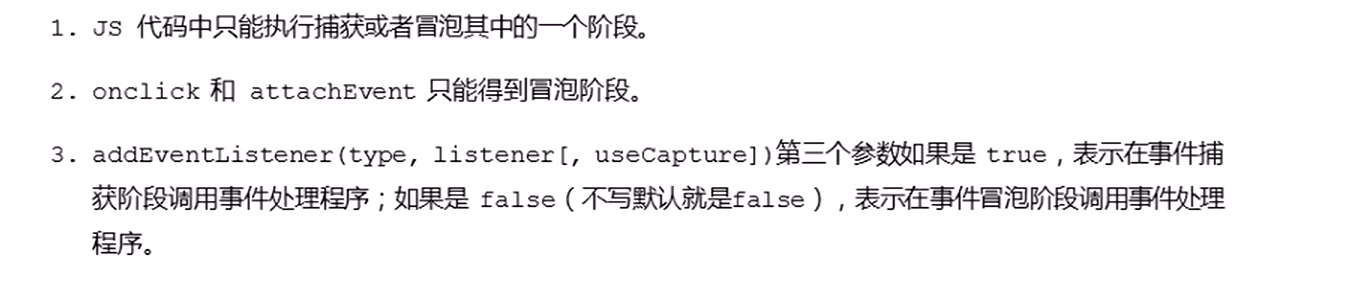 1. JS 代码中只能执行捕获或者冒泡其中的一个阶段。
2. onclick 和 attachEvent 只能得到冒泡阶段。
3. addEventListener(type, listener[, useCapture])第三个参数如果是 true，表示在事件捕
获阶段调用事件处理程序；如果是 false（不写默认就是false），表示在事件冒泡阶段调用事件处理
程序。